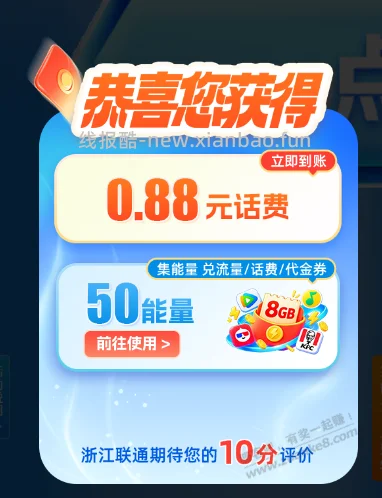 恭喜您获得
线报酷-new.xianbao.fun
立即到账
0.88元话费
集能量 兑流量/话费/代金券
50能量
8GB
KFC
前往使用 >
浙江联通期待您的10分评价
有奖一起赚!